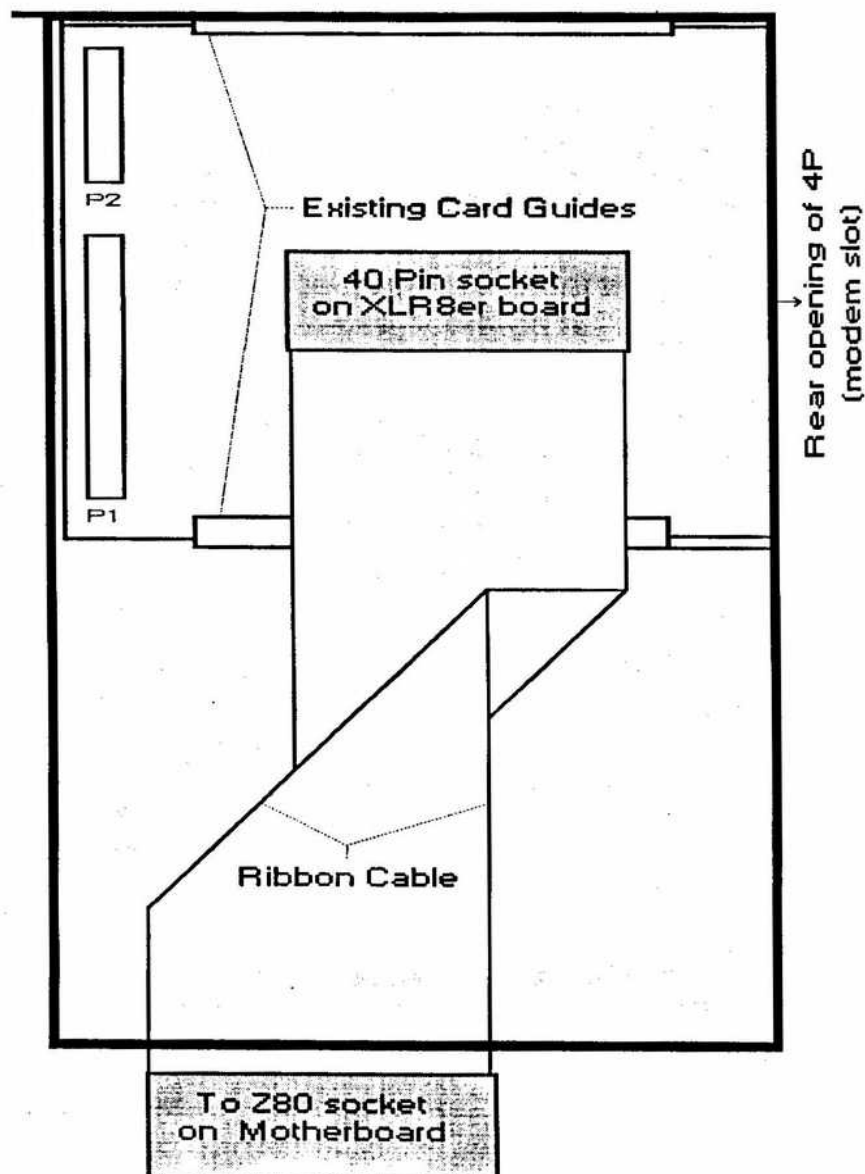 P2
Existing Card Guides
40 Pin socket
on XLR8er board
Rear opening of 4P
(modem slot)
P1
Ribbon Cable
To Z80 socket
on Motherboard